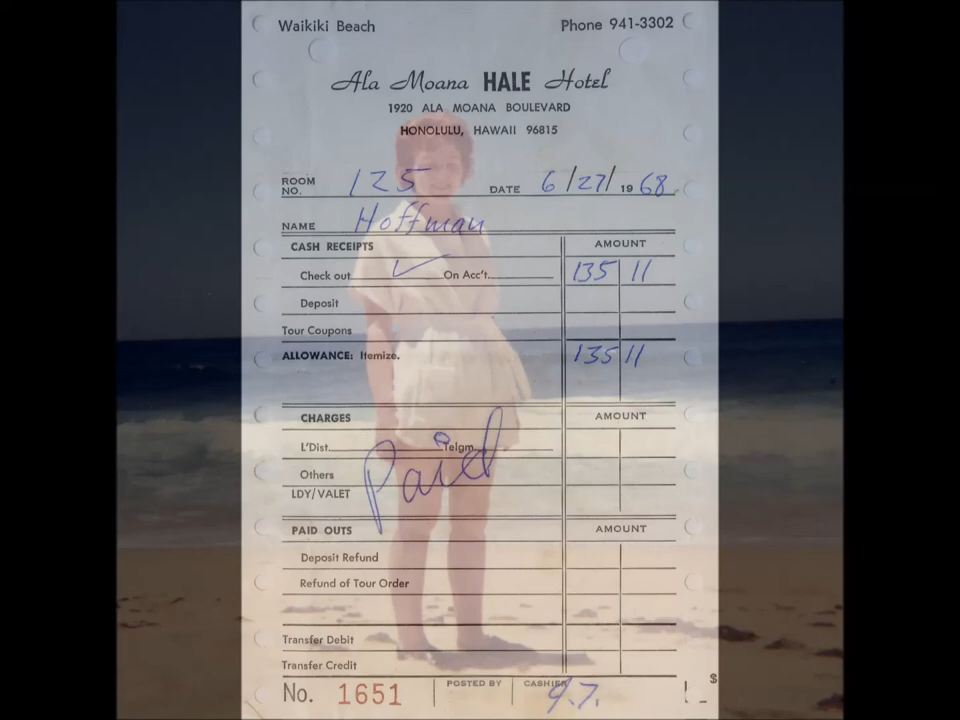 Waikiki Beach Phone 941-3302
Ala Moana HALE Hotel
1920 ALA MOANA BOULEVARD
HONOLULU, HAWAII 96815
ROOM NO. 125 DATE 6/27/1968
NAME Hoffman
CASH RECEIPTS AMOUNT
Check out ✓ On Acc't. 135 11
Deposit
Tour Coupons
ALLOWANCE: Itemize. 135 11
CHARGES AMOUNT
L'Dist. Telgm.
Paid
Others
LDY/VALET
PAID OUTS AMOUNT
Deposit Refund
Refund of Tour Order
Transfer Debit
Transfer Credit
No. 1651 POSTED BY CASHIER $